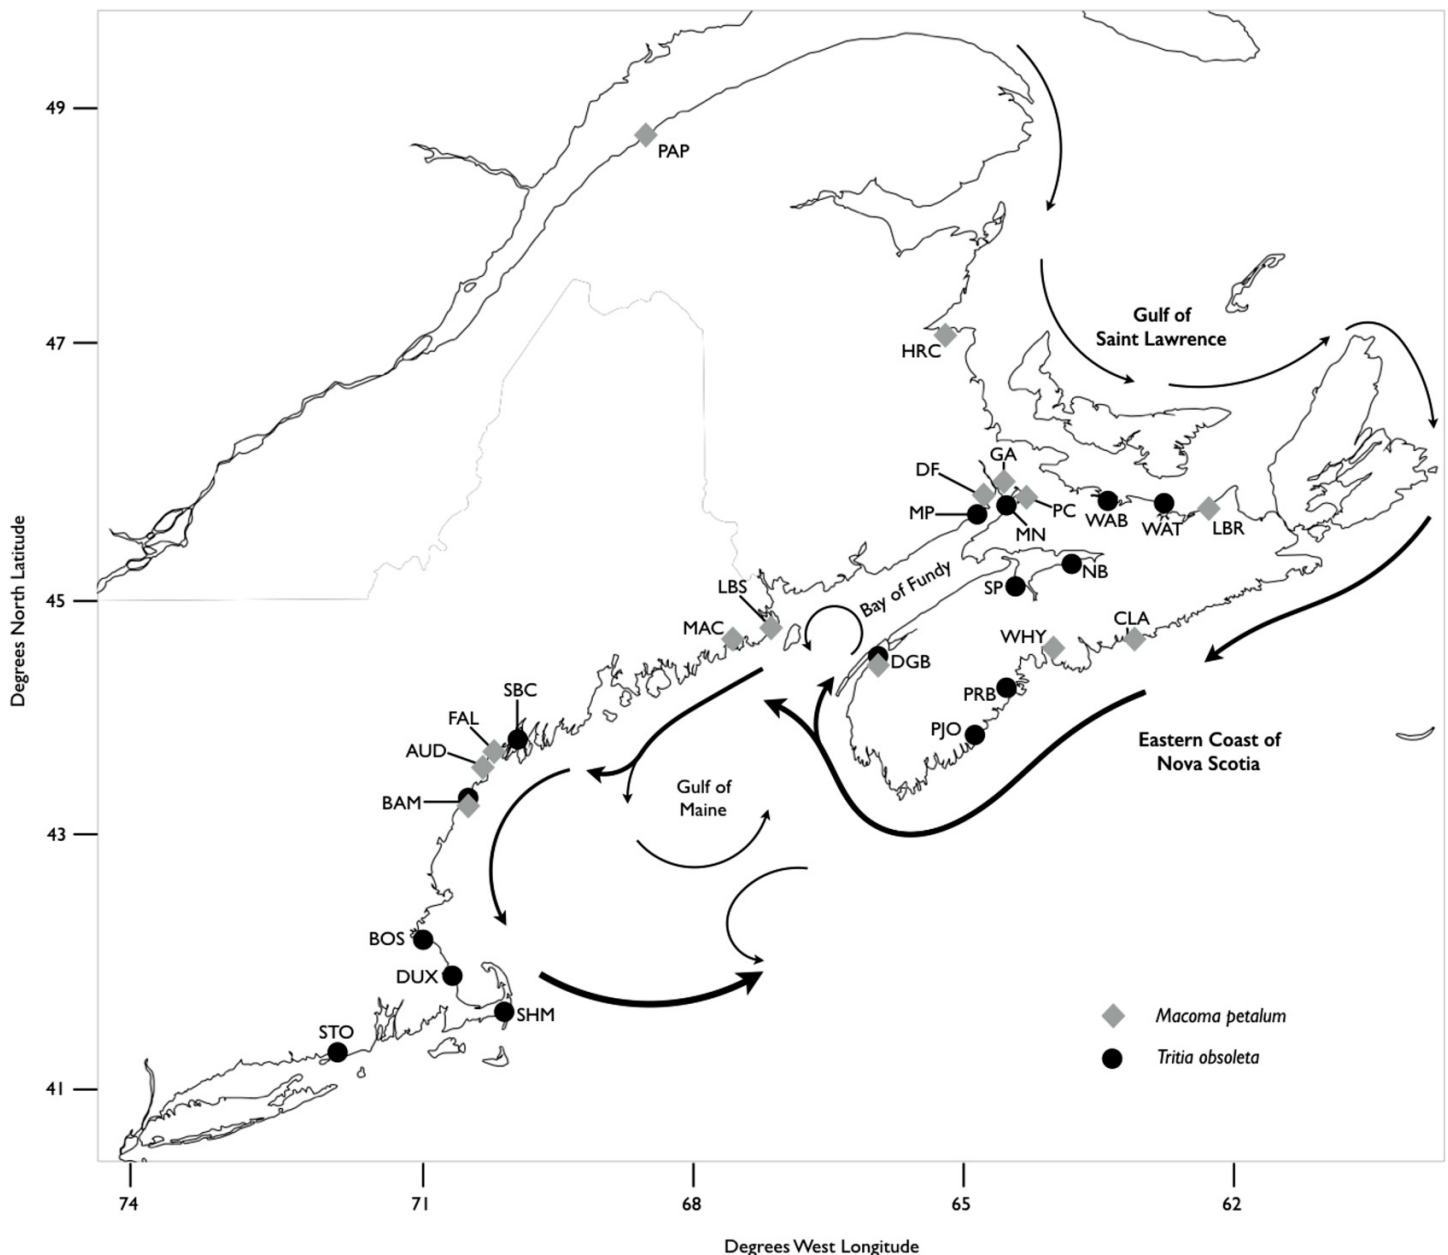 49
PAP
47
HRC
Gulf of
Saint Lawrence
GA
DF
MP
PC
MN
WAB
WAT
LBR
NB
SP
45
Bay of Fundy
LBS
MAC
CLA
WHY
DGB
PRB
PJO
SBC
FAL
AUD
BAM
Eastern Coast of
Nova Scotia
Gulf of
Maine
43
BOS
DUX
SHM
STO
41
Macoma petalum
Tritia obsoleta
Degrees North Latitude
74
71
68
65
62
Degrees West Longitude